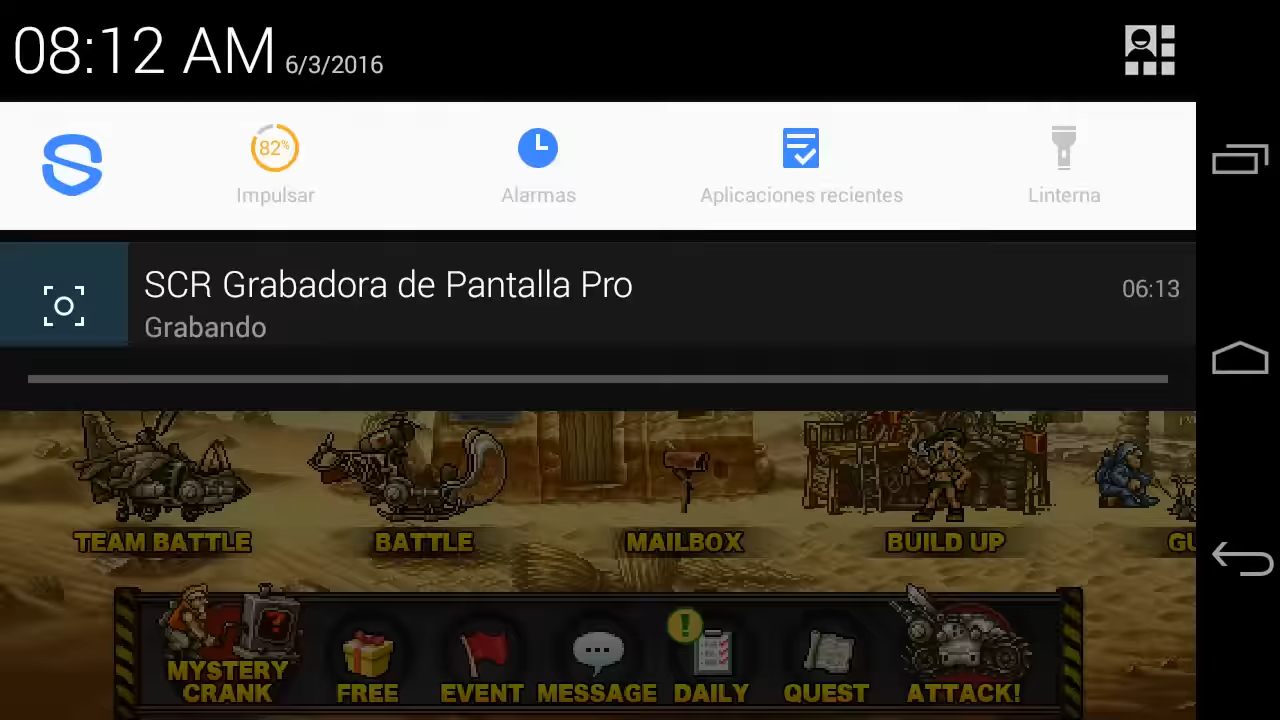 08:12 AM 6/3/2016
82%
Impulsar
Alarmas
Aplicaciones recientes
Linterna
SCR Grabadora de Pantalla Pro
06:13
Grabando
TEAM BATTLE
BATTLE
MAILBOX
BUILD UP
GU
MYSTERY
CRANK
FREE
EVENT
MESSAGE
DAILY
QUEST
ATTACK!